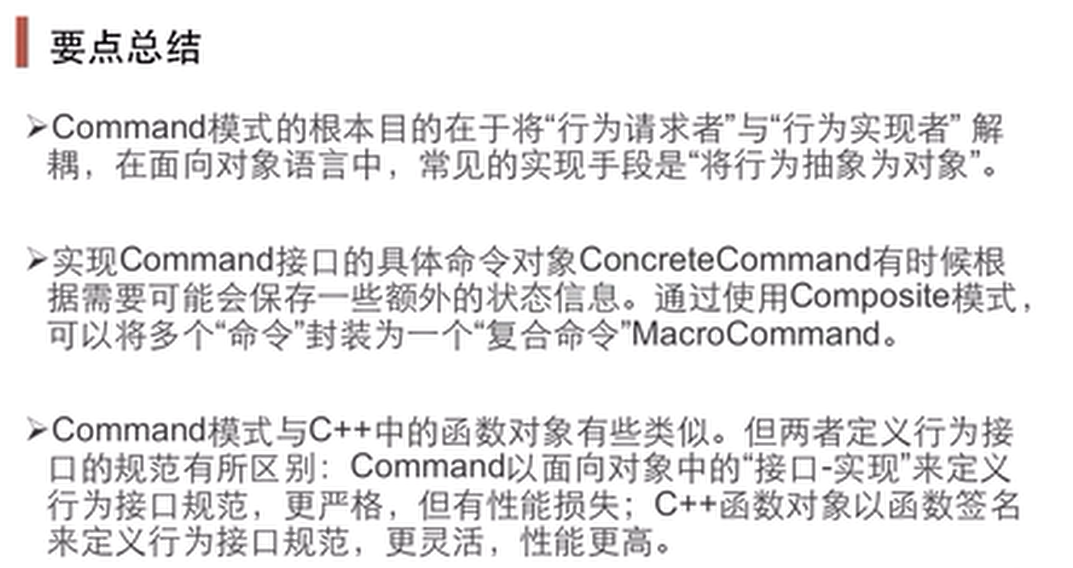 要点总结
➢Command模式的根本目的在于将“行为请求者”与“行为实现者” 解
耦，在面向对象语言中，常见的实现手段是“将行为抽象为对象”。
➢实现Command接口的具体命令对象ConcreteCommand有时候根
据需要可能会保存一些额外的状态信息。通过使用Composite模式，
可以将多个“命令”封装为一个“复合命令”MacroCommand。
➢Command模式与C++中的函数对象有些类似。但两者定义行为接
口的规范有所区别：Command以面向对象中的“接口-实现”来定义
行为接口规范，更严格，但有性能损失；C++函数对象以函数签名
来定义行为接口规范，更灵活，性能更高。